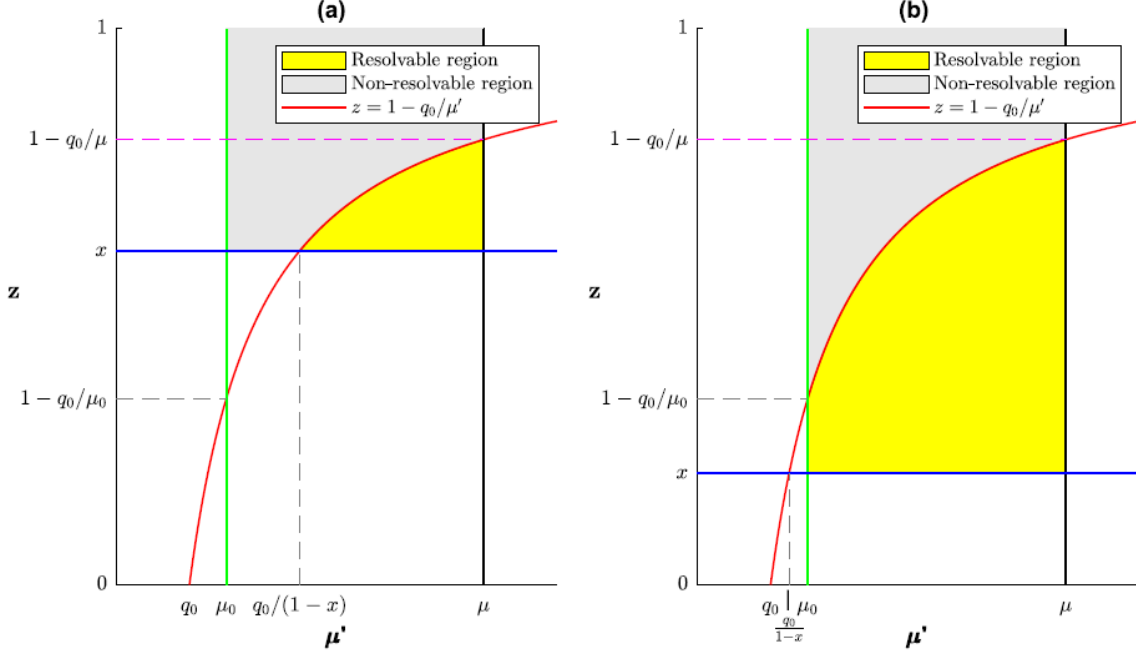 (a)
1
Resolvable region
Non-resolvable region
z = 1 − q₀/μ'
1 − q₀/μ
x
z
1 − q₀/μ₀
0
q₀ μ₀ q₀/(1 − x) μ
μ'
(b)
1
Resolvable region
Non-resolvable region
z = 1 − q₀/μ'
1 − q₀/μ
z
1 − q₀/μ₀
x
0
q₀ μ₀ μ
q₀/1−x
μ'